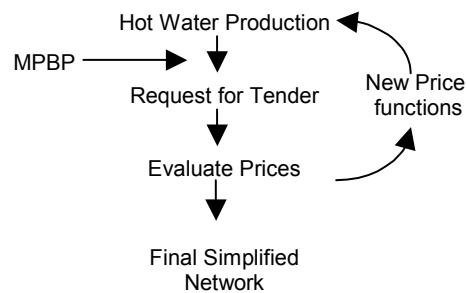 Hot Water Production
MPBP
New Price
functions
Request for Tender
Evaluate Prices
Final Simplified
Network